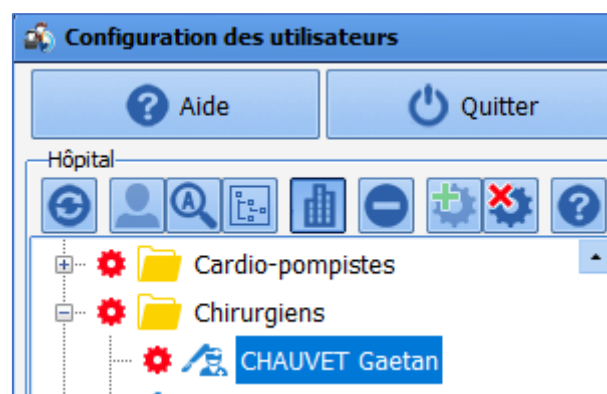 Configuration des utilisateurs
Aide
Quitter
Hôpital
Cardio-pompistes
Chirurgiens
CHAUVET Gaetan